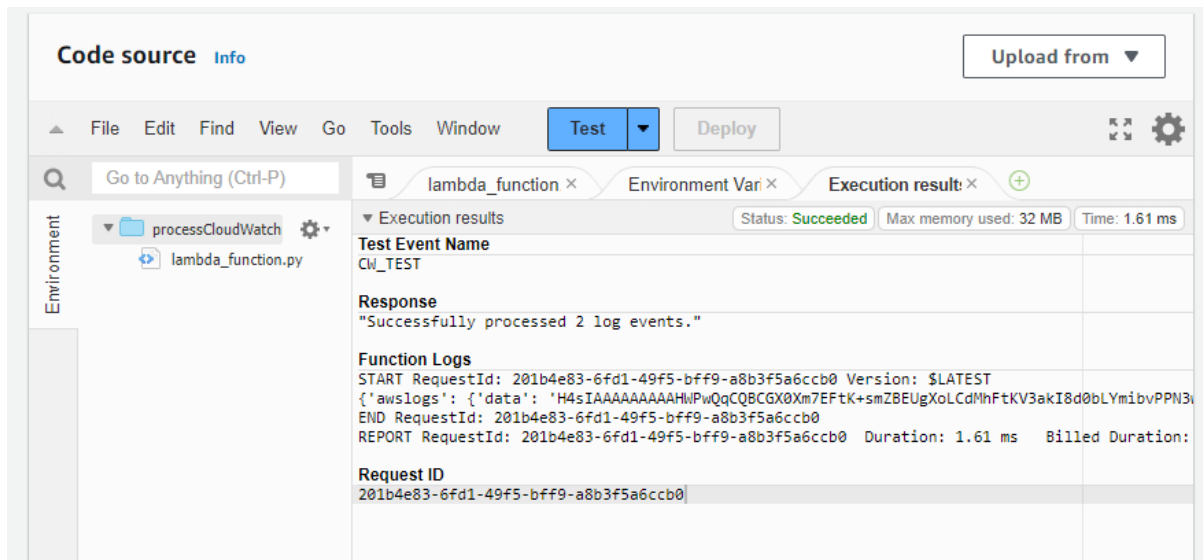 Code source Info
Upload from
File Edit Find View Go Tools Window Test Deploy
Go to Anything (Ctrl-P)
lambda_function
Environment Vari
Execution results
Environment
processCloudWatch
lambda_function.py
Execution results
Status: Succeeded
Max memory used: 32 MB
Time: 1.61 ms
Test Event Name
CW_TEST
Response
"Successfully processed 2 log events."
Function Logs
START RequestId: 201b4e83-6fd1-49f5-bff9-a8b3f5a6ccb0 Version: $LATEST
{'awslogs': {'data': 'H4sIAAAAAAAAAHWPwQqCQBCGX0Xm7EFtK+smZBEUgXoLCdMhFtKV3akI8d0bLYmibvPPN3w
END RequestId: 201b4e83-6fd1-49f5-bff9-a8b3f5a6ccb0
REPORT RequestId: 201b4e83-6fd1-49f5-bff9-a8b3f5a6ccb0 Duration: 1.61 ms Billed Duration:
Request ID
201b4e83-6fd1-49f5-bff9-a8b3f5a6ccb0